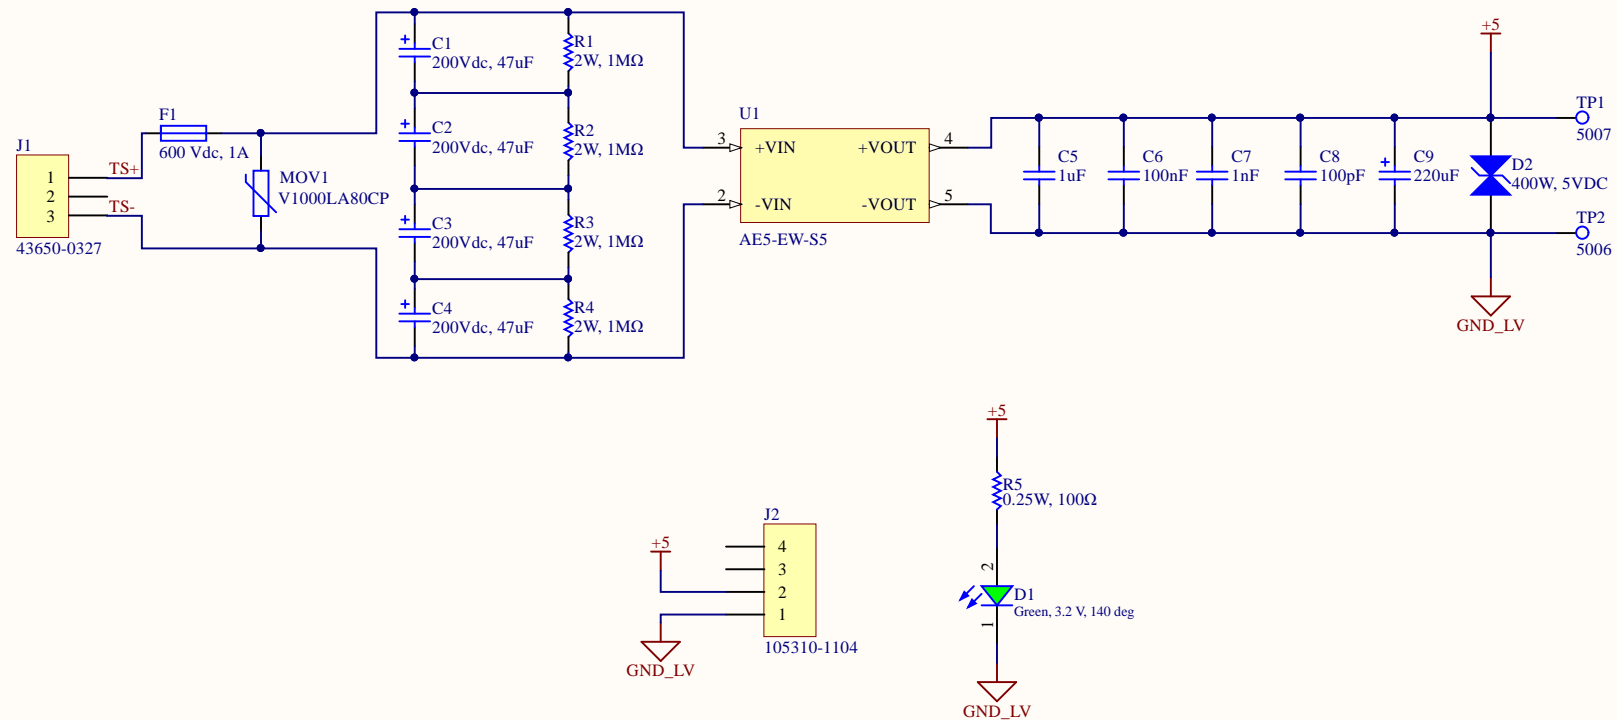 J1
1
2
3
43650-0327
TS+
TS-
F1
600 Vdc, 1A
MOV1
V1000LA80CP
C1
200Vdc, 47uF
C2
200Vdc, 47uF
C3
200Vdc, 47uF
C4
200Vdc, 47uF
R1
2W, 1MΩ
R2
2W, 1MΩ
R3
2W, 1MΩ
R4
2W, 1MΩ
U1
3 +VIN +VOUT 4
2 -VIN -VOUT 5
AE5-EW-S5
C5
1uF
C6
100nF
C7
1nF
C8
100pF
C9
220uF
+5
D2
400W, 5VDC
TP1
5007
TP2
5006
GND_LV
J2
+5
4
3
2
1
105310-1104
GND_LV
+5
R5
0.25W, 100Ω
2
D1
Green, 3.2 V, 140 deg
1
GND_LV